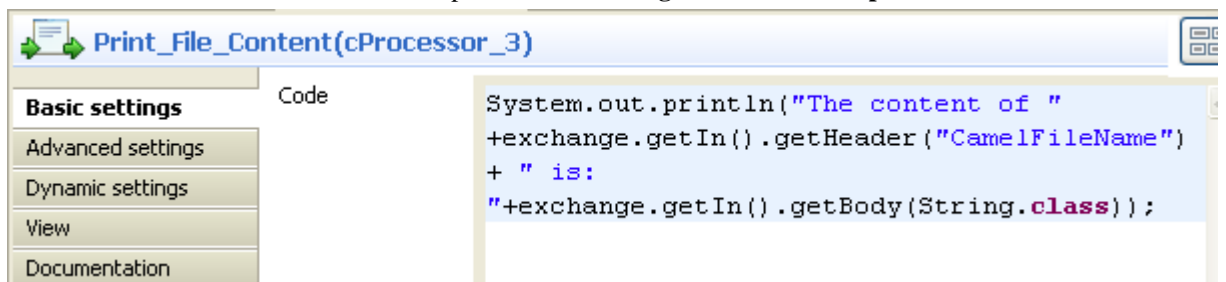 Print_File_Content(cProcessor_3)
Basic settings
Code
System.out.println("The content of "
+exchange.getIn().getHeader("CamelFileName")
+ " is:
"+exchange.getIn().getBody(String.class));
Advanced settings
Dynamic settings
View
Documentation